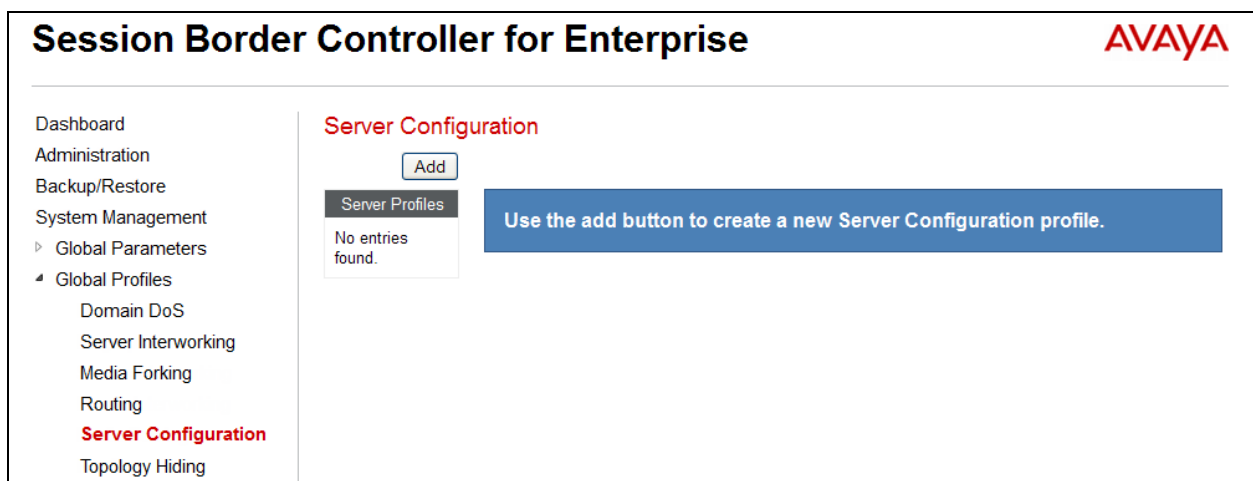 Session Border Controller for Enterprise
AVAYA
Dashboard
Administration
Backup/Restore
System Management
Global Parameters
Global Profiles
Domain DoS
Server Interworking
Media Forking
Routing
Server Configuration
Topology Hiding
Server Configuration
Add
Server Profiles
No entries
found.
Use the add button to create a new Server Configuration profile.